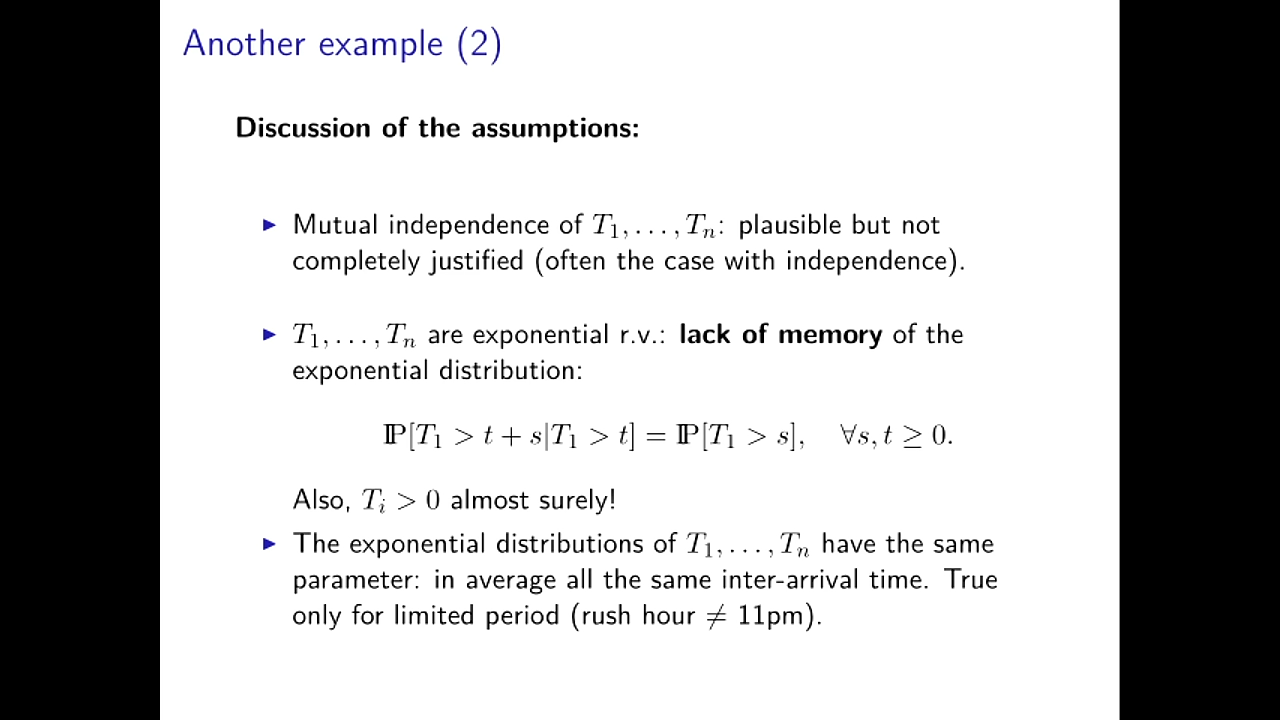 Another example (2)
Discussion of the assumptions:
▶ Mutual independence of T₁, . . . , Tₙ: plausible but not
completely justified (often the case with independence).
▶ T₁, . . . , Tₙ are exponential r.v.: lack of memory of the
exponential distribution:
ℙ[T₁ > t + s|T₁ > t] = ℙ[T₁ > s], ∀s, t ≥ 0.
Also, Tᵢ > 0 almost surely!
▶ The exponential distributions of T₁, . . . , Tₙ have the same
parameter: in average all the same inter-arrival time. True
only for limited period (rush hour ≠ 11pm).